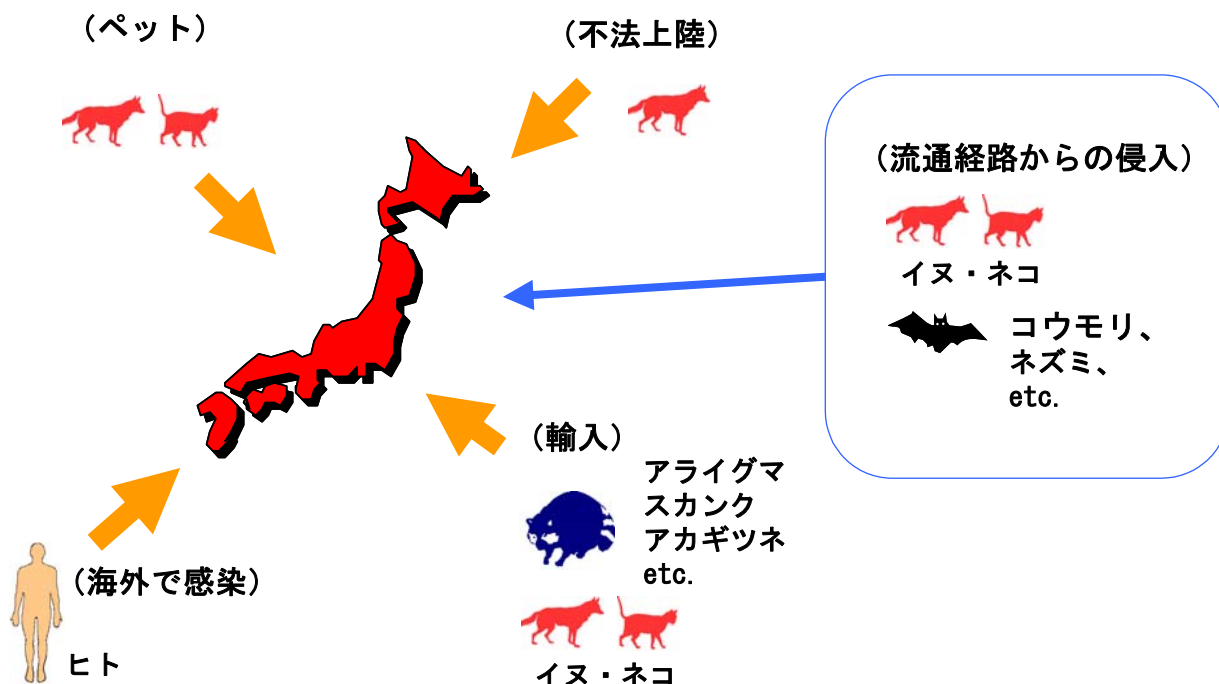 (ペット)
(不法上陸)
(流通経路からの侵入)
イヌ・ネコ
コウモリ、
ネズミ、
etc.
(輸入)
アライグマ
スカンク
アカギツネ
etc.
イヌ・ネコ
(海外で感染)
ヒト